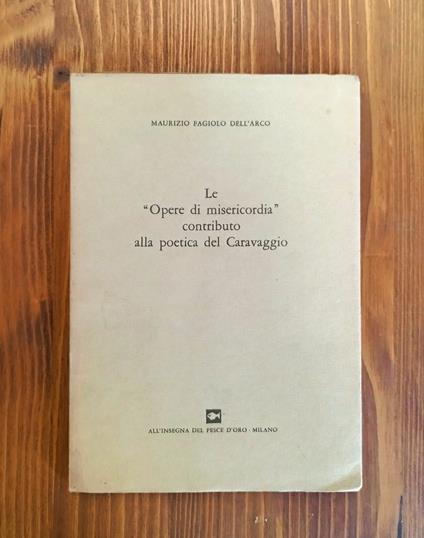 MAURIZIO FAGIOLO DELL'ARCO
Le
"Opere di misericordia"
contributo
alla poetica del Caravaggio
ALL'INSEGNA DEL PESCE D'ORO · MILANO